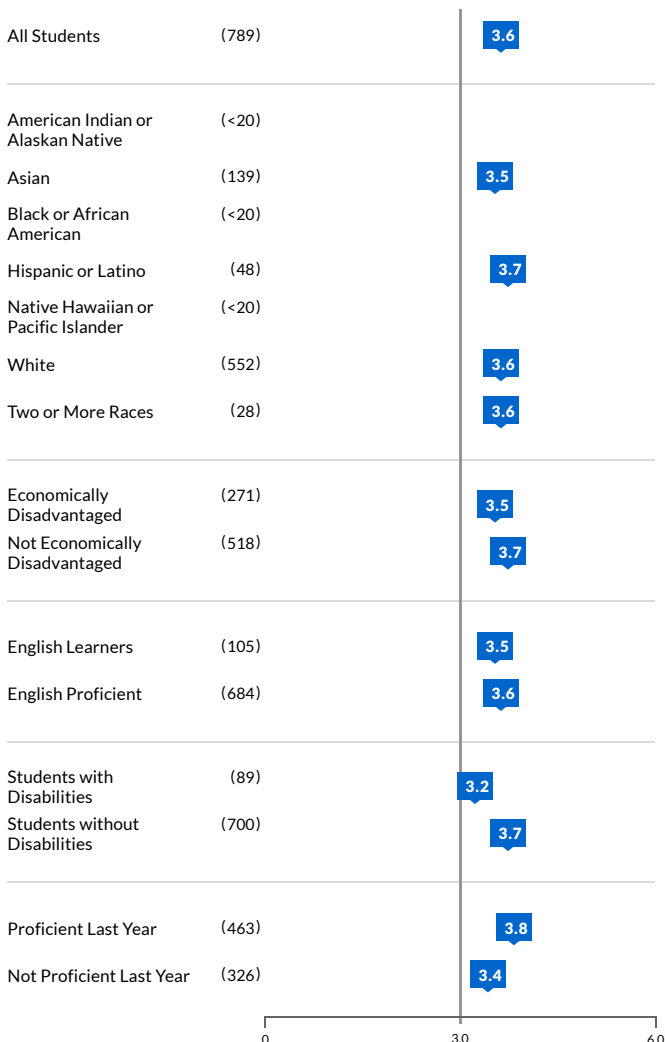 All Students (789) 3.6
American Indian or (<20)
Alaskan Native
Asian (139) 3.5
Black or African (<20)
American
Hispanic or Latino (48) 3.7
Native Hawaiian or (<20)
Pacific Islander
White (552) 3.6
Two or More Races (28) 3.6
Economically (271) 3.5
Disadvantaged
Not Economically (518) 3.7
Disadvantaged
English Learners (105) 3.5
English Proficient (684) 3.6
Students with (89) 3.2
Disabilities
Students without (700) 3.7
Disabilities
Proficient Last Year (463) 3.8
Not Proficient Last Year (326) 3.4
0 3.0 6.0